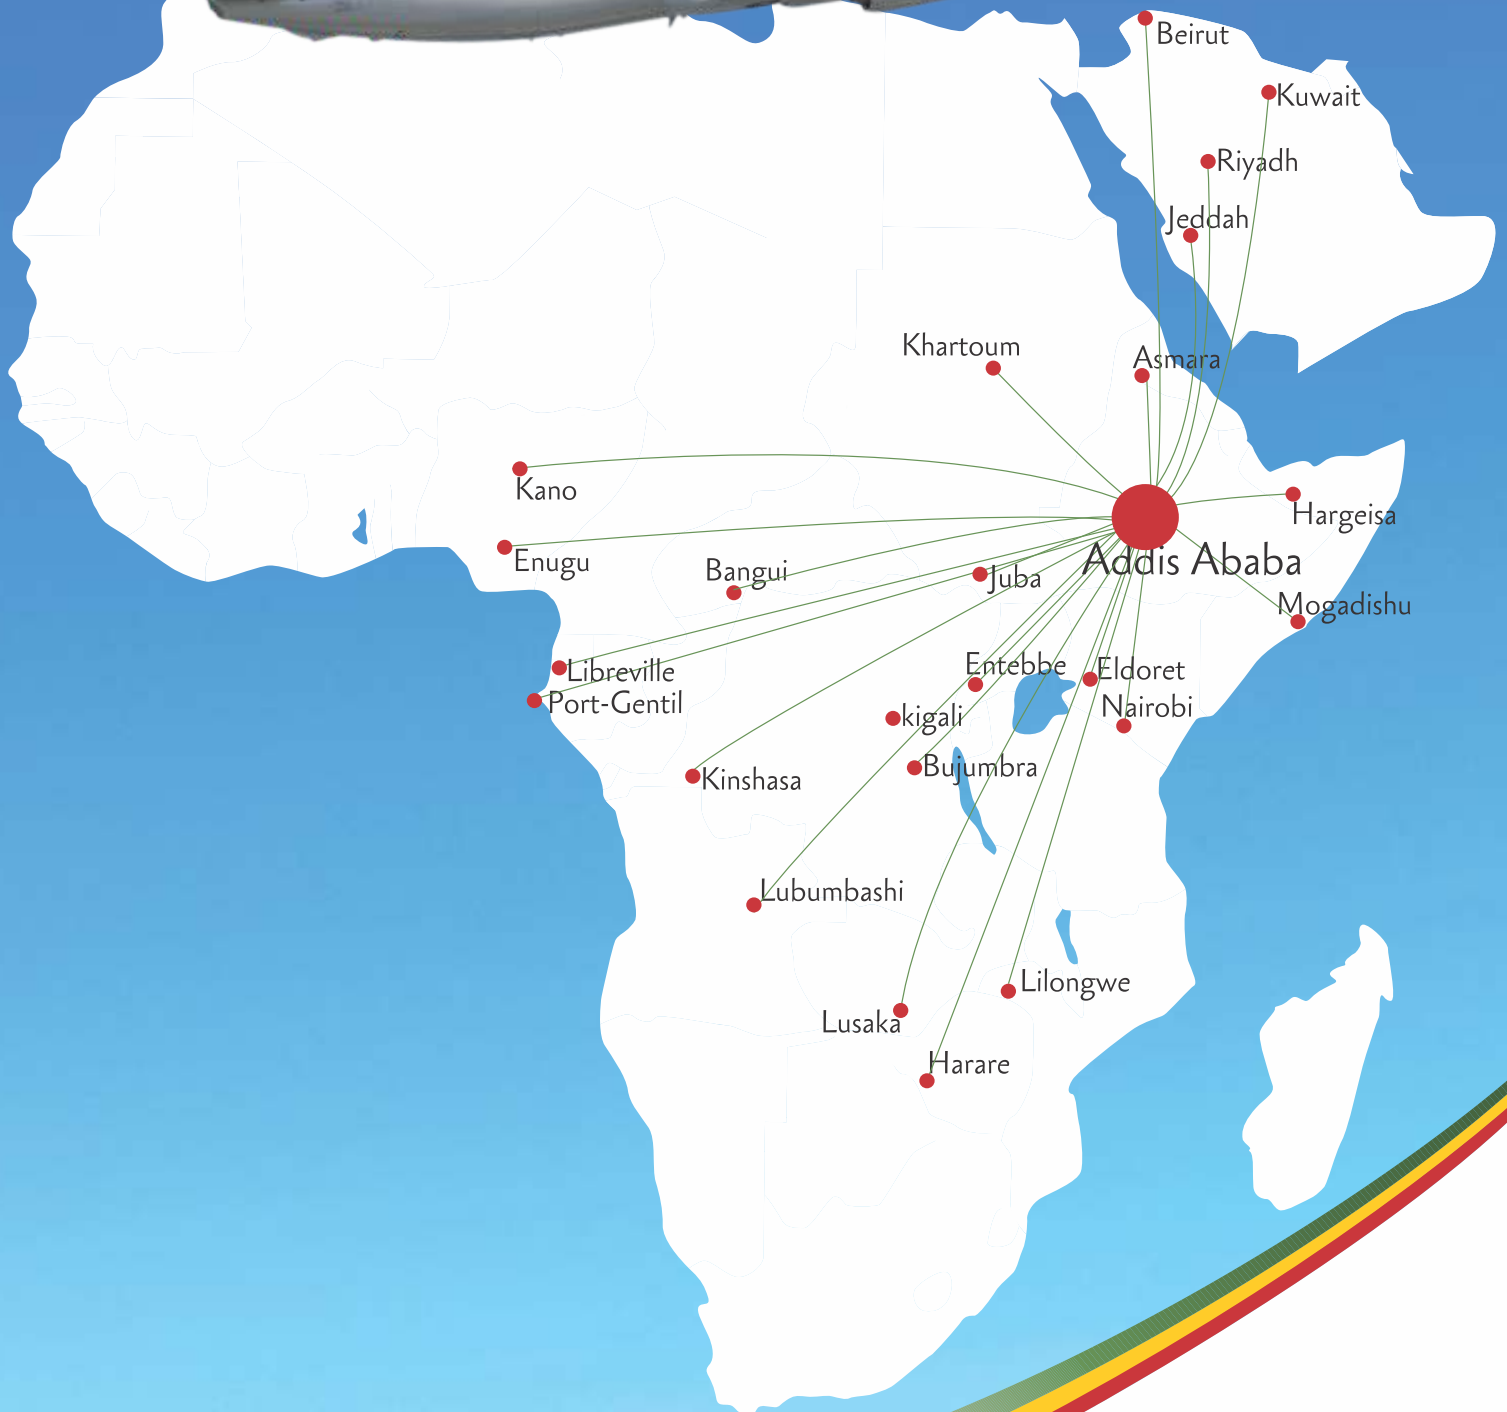 Beirut
Kuwait
Riyadh
Jeddah
Khartoum
Asmara
Kano
Hargeisa
Enugu
Addis Ababa
Bangui
Juba
Mogadishu
Libreville
Entebbe
Eldoret
Port-Gentil
Nairobi
kigali
Bujumbra
Kinshasa
Lubumbashi
Lilongwe
Lusaka
Harare